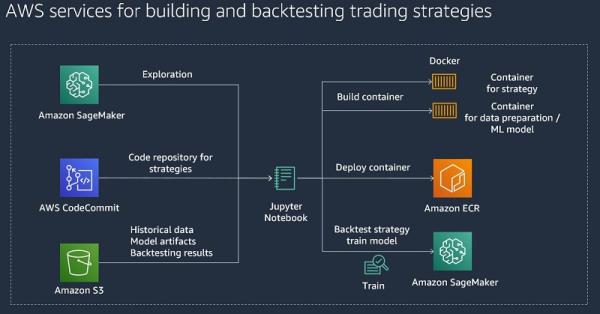 AWS services for building and backtesting trading strategies
Exploration
Amazon SageMaker
Code repository for
strategies
AWS CodeCommit
Historical data
Model artifacts
Backtesting results
Amazon S3
Jupyter
Notebook
Docker
Build container
Container
for strategy
Container
for data preparation /
ML model
Deploy container
Amazon ECR
Backtest strategy
train model
Train
Amazon SageMaker